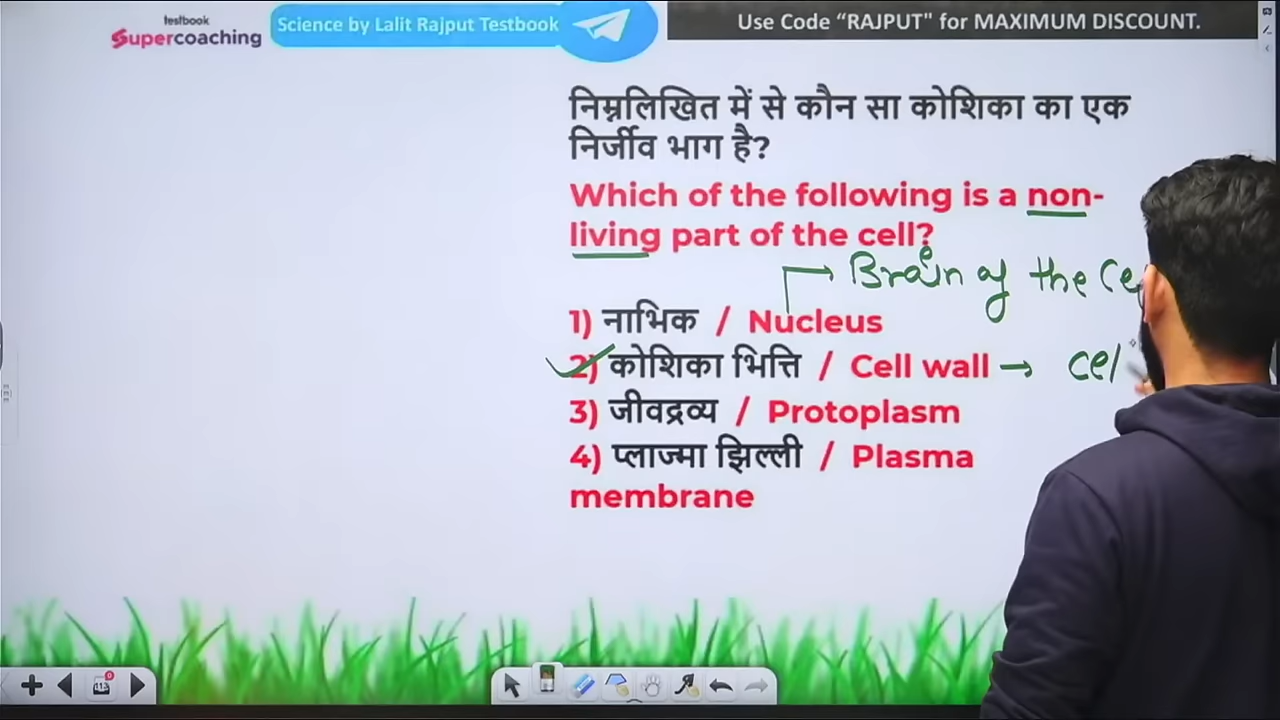 testbook
Supercoaching
Science by Lalit Rajput Testbook
Use Code “RAJPUT" for MAXIMUM DISCOUNT.
निम्नलिखित में से कौन सा कोशिका का एक
निर्जीव भाग है?
Which of the following is a non-
living part of the cell?
Brain of the Ce
1) नाभिक / Nucleus
2) कोशिका भित्ति / Cell wall → cel
3) जीवद्रव्य / Protoplasm
4) प्लाज्मा झिल्ली / Plasma
membrane